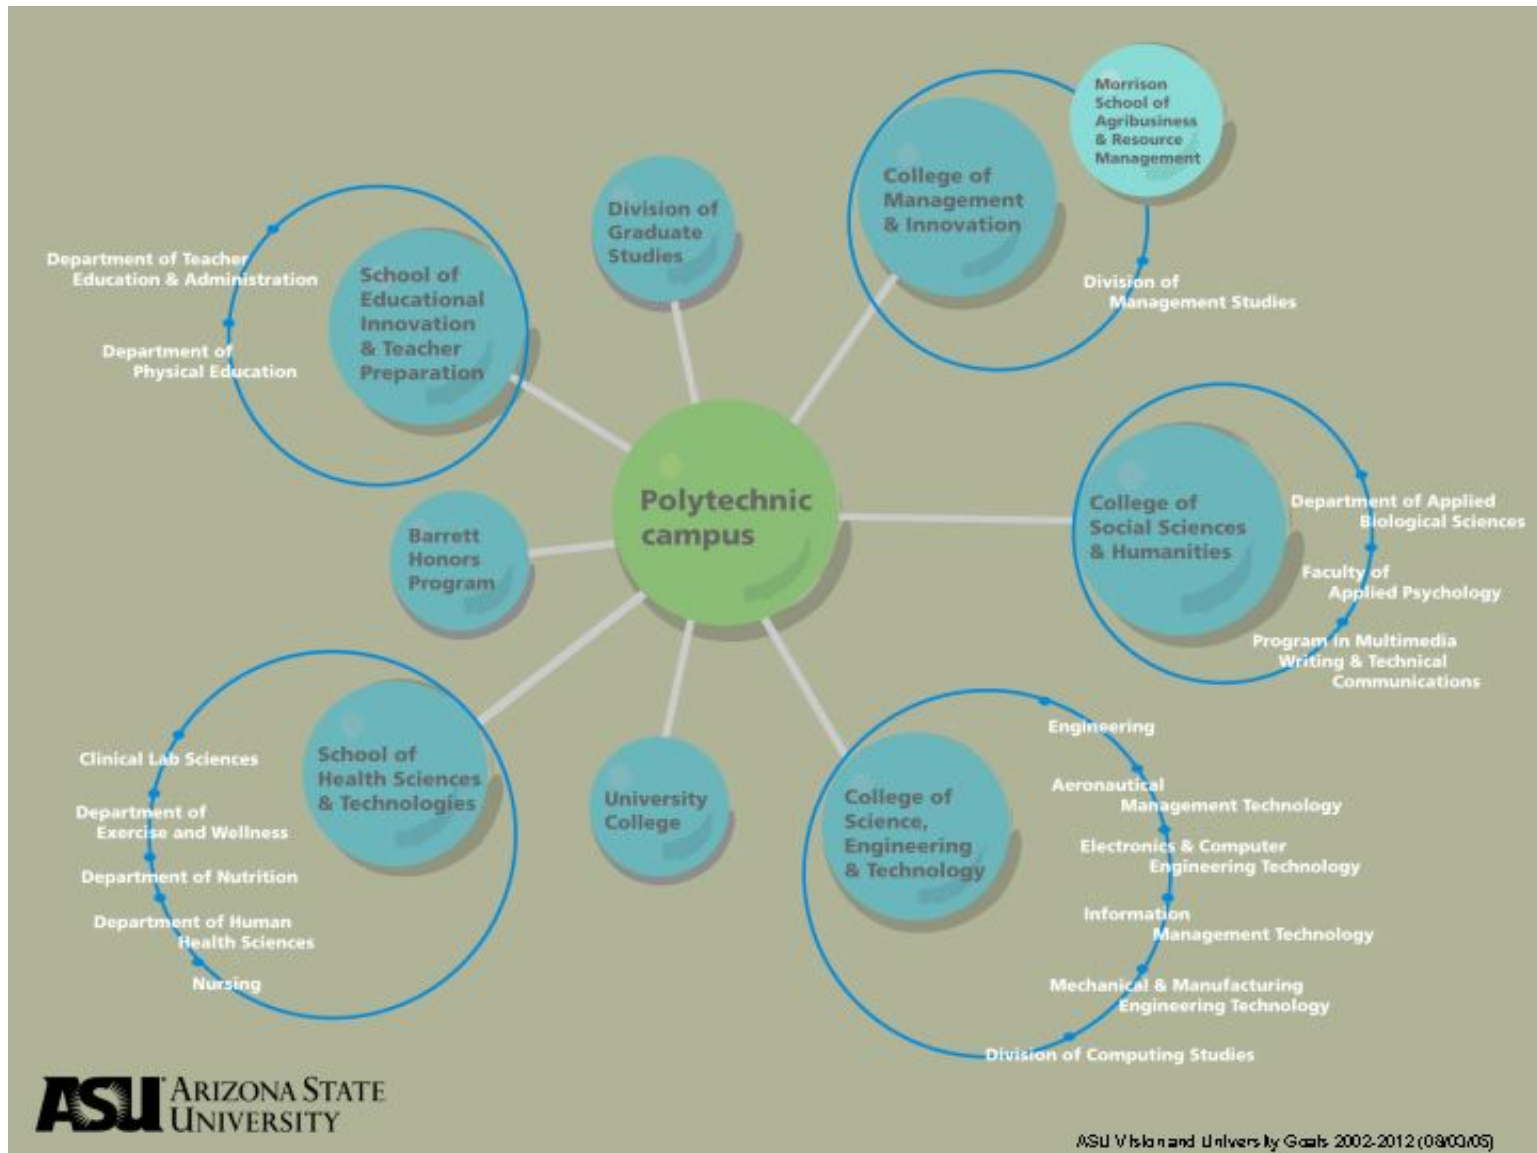 Morrison
School of
Agribusiness
& Resource
Management
College of
Management
& Innovation
Division of
Management Studies
Division of
Graduate
Studies
Department of Teacher
Education & Administration
Department of
Physical Education
School of
Educational
Innovation
& Teacher
Preparation
Polytechnic
campus
College of
Social Sciences
& Humanities
Department of Applied
Biological Sciences
Faculty of
Applied Psychology
Program in Multimedia
Writing & Technical
Communications
Barrett
Honors
Program
School of
Health Sciences
& Technologies
Clinical Lab Sciences
Department of
Exercise and Wellness
Department of Nutrition
Department of Human
Health Sciences
Nursing
University
College
College of
Science,
Engineering
& Technology
Engineering
Aeronautical
Management Technology
Electronics & Computer
Engineering Technology
Information
Management Technology
Mechanical & Manufacturing
Engineering Technology
Division of Computing Studies
ASU ARIZONA STATE
UNIVERSITY
ASU Vision and University Goals 2002-2012